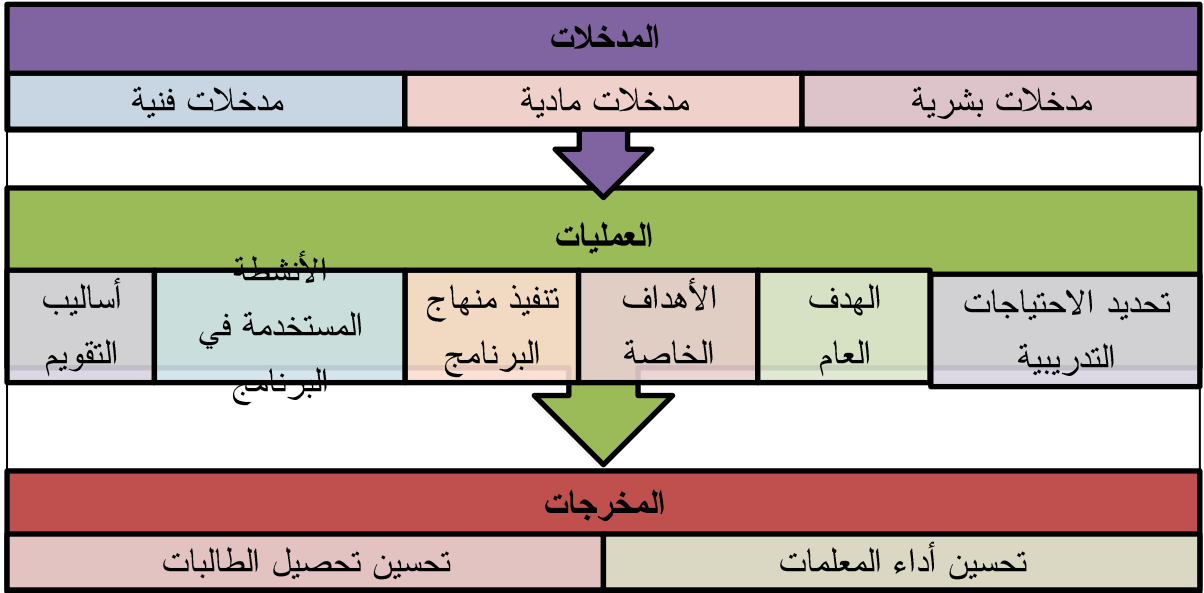 المدخلات
مدخلات بشرية
مدخلات مادية
مدخلات فنية
العمليات
تحديد الاحتياجات
التدريبية
الهدف
العام
الأهداف
الخاصة
تنفيذ منهاج
البرنامج
الأنشطة
المستخدمة في
البرنامج
أساليب
التقويم
المخرجات
تحسين أداء المعلمات
تحسين تحصيل الطالبات